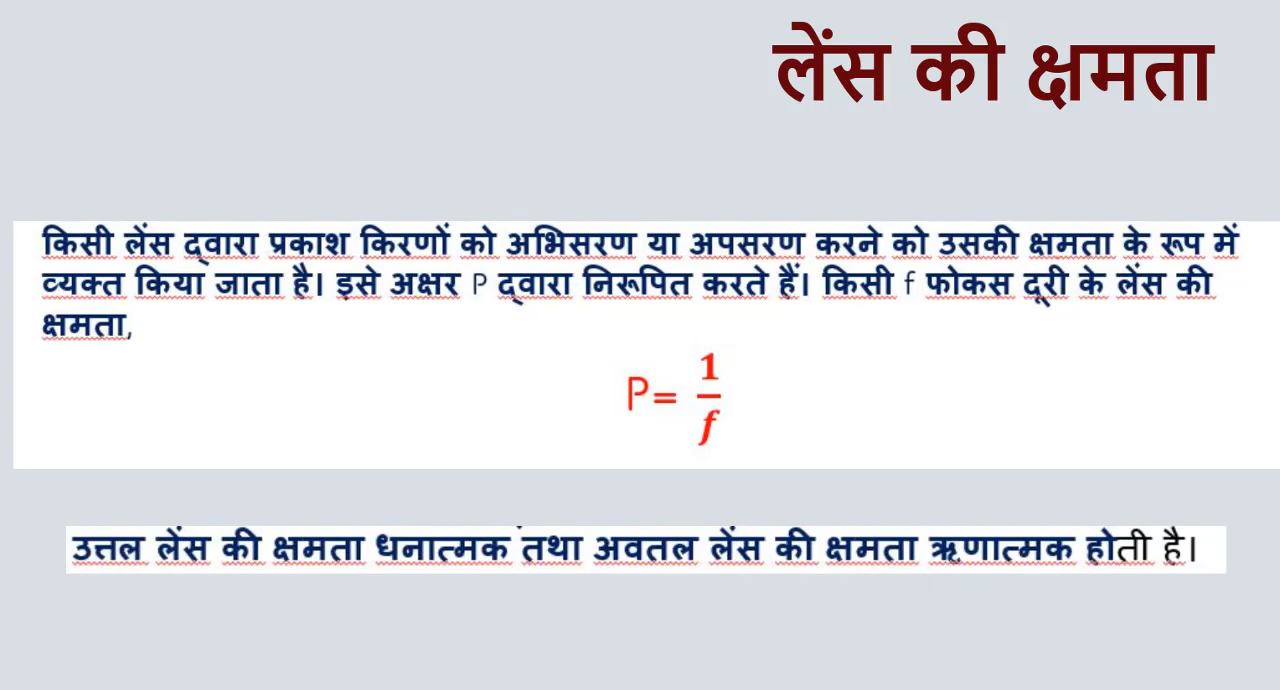 लेंस की क्षमता
किसी लेंस द्वारा प्रकाश किरणों को अभिसरण या अपसरण करने को उसकी क्षमता के रूप में
व्यक्त किया जाता है। इसे अक्षर P द्वारा निरूपित करते हैं। किसी f फोकस दूरी के लेंस की
क्षमता,
P= 1/f
उत्तल लेंस की क्षमता धनात्मक तथा अवतल लेंस की क्षमता ऋणात्मक होती है।